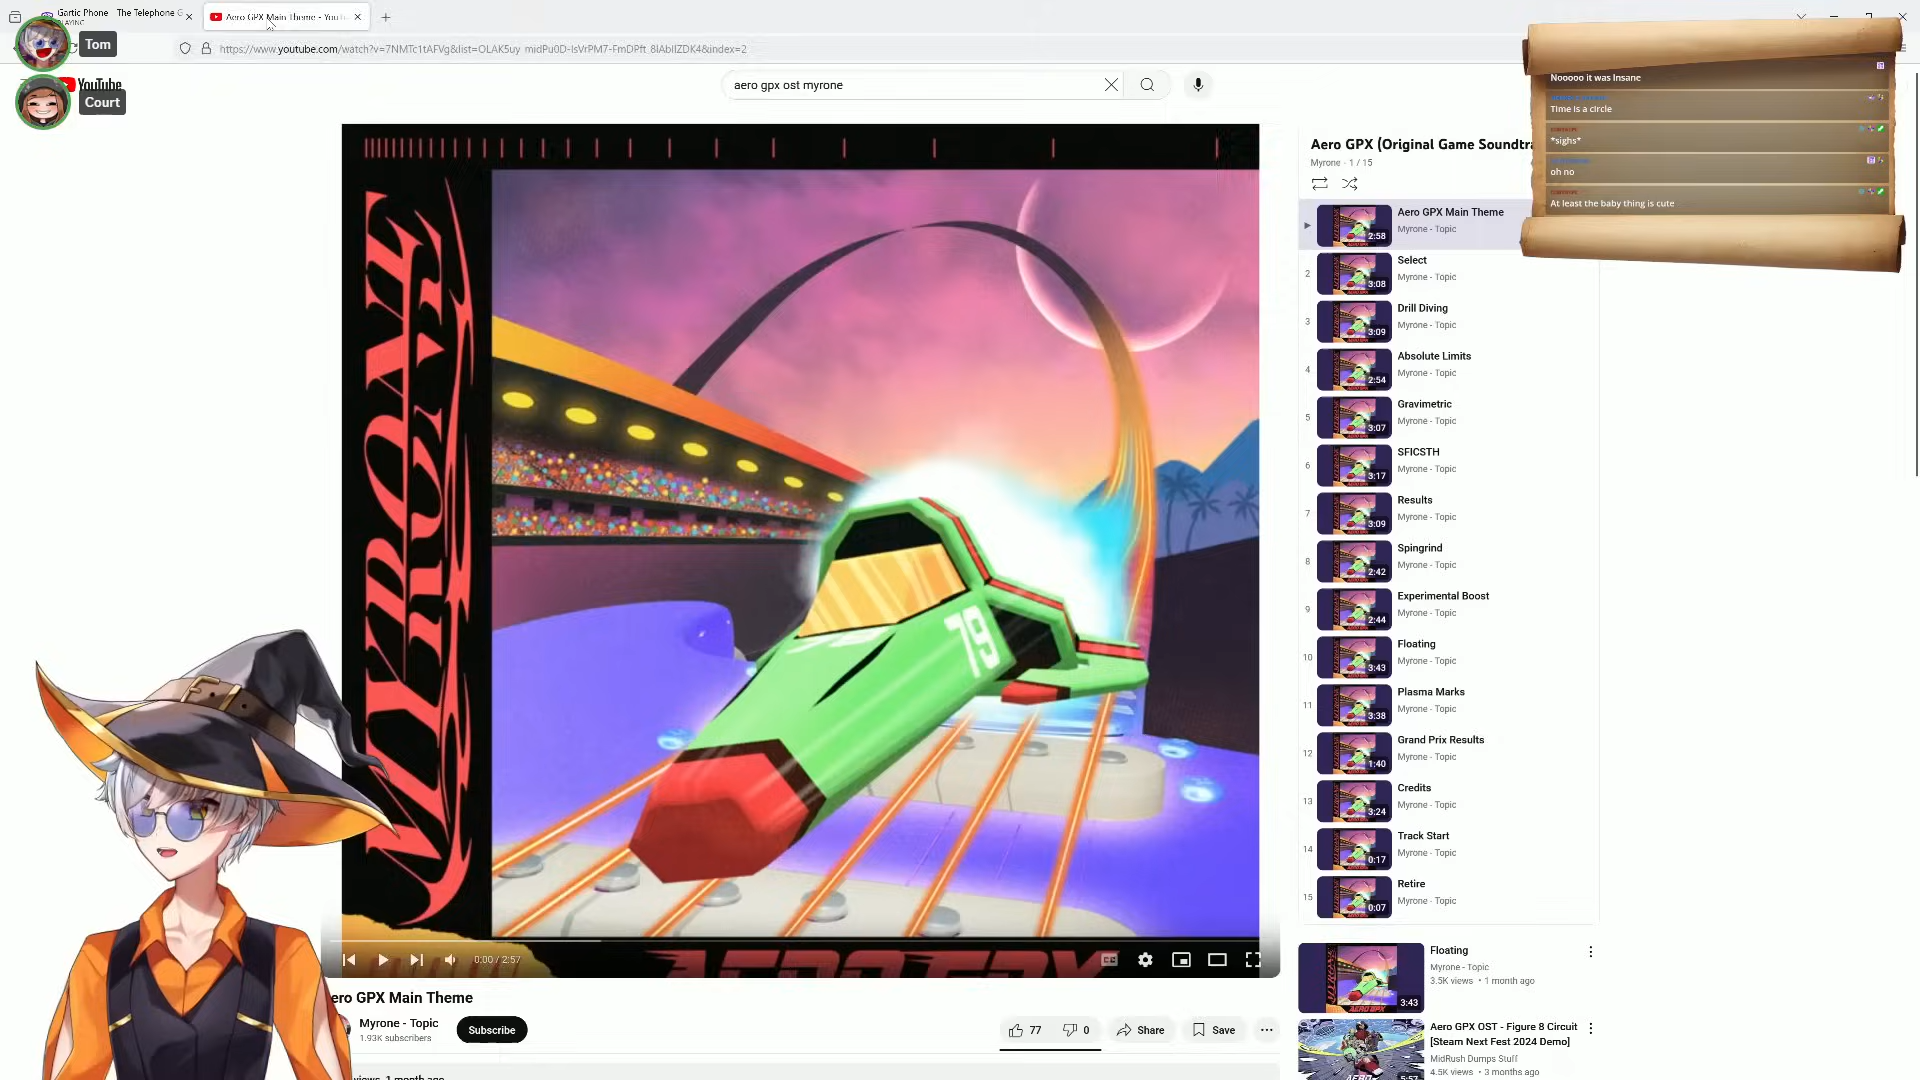 Gartic Phone - The Telephone G
PLAYING
Aero GPX Main Theme - YouTu
Tom
https://www.youtube.com/watch?v=7NMTc1tAFVg&list=OLAK5uy_midPu0D-IsVrPM7-FmDPft_8lAblIZDK4&index=2
YouTube
Court
aero gpx ost myrone
Nooooo it was Insane
Time is a circle
*sighs*
oh no
At least the baby thing is cute
MYRONE
79
AERO GPX
0:00 / 2:57
Aero GPX (Original Game Soundtra
Myrone - 1 / 15
Aero GPX Main Theme
Myrone - Topic
2:58
2
Select
Myrone - Topic
3:08
3
Drill Diving
Myrone - Topic
3:09
4
Absolute Limits
Myrone - Topic
2:54
5
Gravimetric
Myrone - Topic
3:07
6
SFICSTH
Myrone - Topic
3:17
7
Results
Myrone - Topic
3:09
8
Spingrind
Myrone - Topic
2:42
9
Experimental Boost
Myrone - Topic
2:44
10
Floating
Myrone - Topic
3:43
11
Plasma Marks
Myrone - Topic
3:38
12
Grand Prix Results
Myrone - Topic
1:40
13
Credits
Myrone - Topic
3:24
14
Track Start
Myrone - Topic
0:17
15
Retire
Myrone - Topic
0:07
ero GPX Main Theme
Myrone - Topic
1.93K subscribers
Subscribe
77
0
Share
Save
views 1 month ago
Floating
Myrone - Topic
3.5K views • 1 month ago
3:43
Aero GPX OST - Figure 8 Circuit
[Steam Next Fest 2024 Demo]
MidRush Dumps Stuff
4.5K views • 3 months ago
5:57